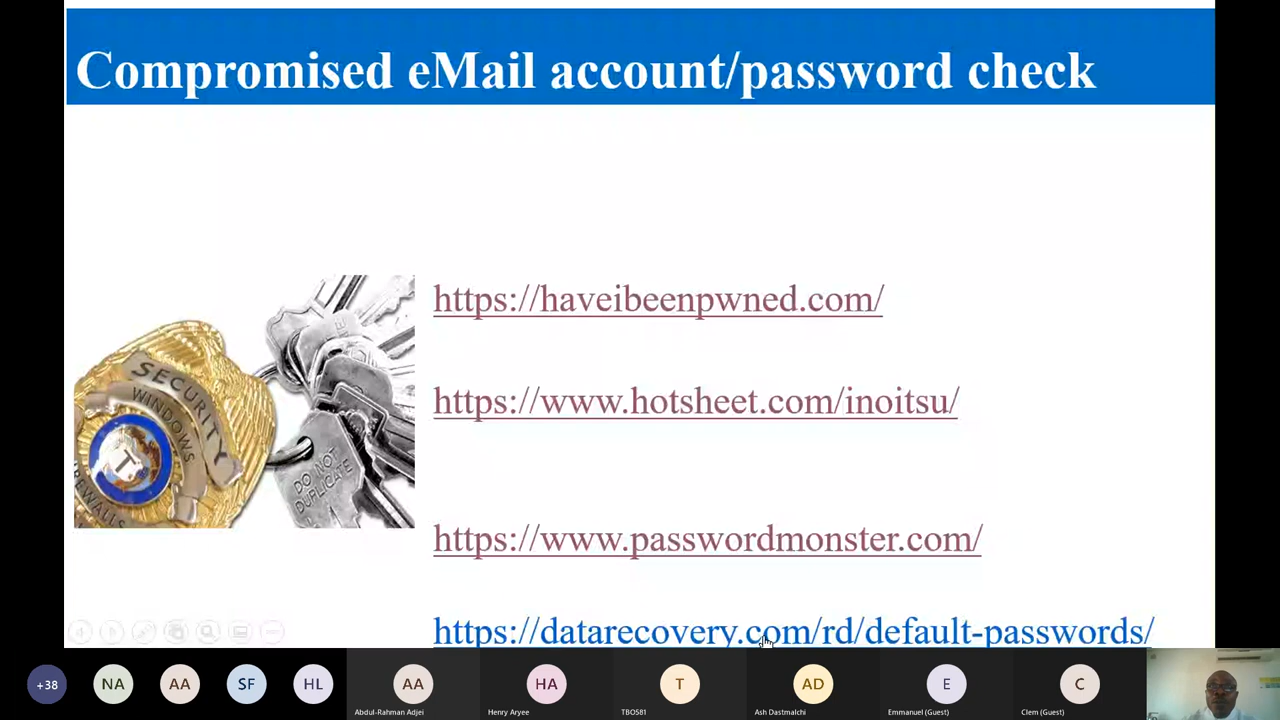 Compromised eMail account/password check
https://haveibeenpwned.com/
https://www.hotsheet.com/inoitsu/
SECURITY
WINDOWS
DO NOT
DUPLICATE
https://www.passwordmonster.com/
https://datarecovery.com/rd/default-passwords/
+38
NA
AA
SF
HL
AA
HA
T
AD
E
C
Abdul-Rahman Adjei
Henry Aryee
TBOS81
Ash Dastmalchi
Emmanuel (Guest)
Clem (Guest)